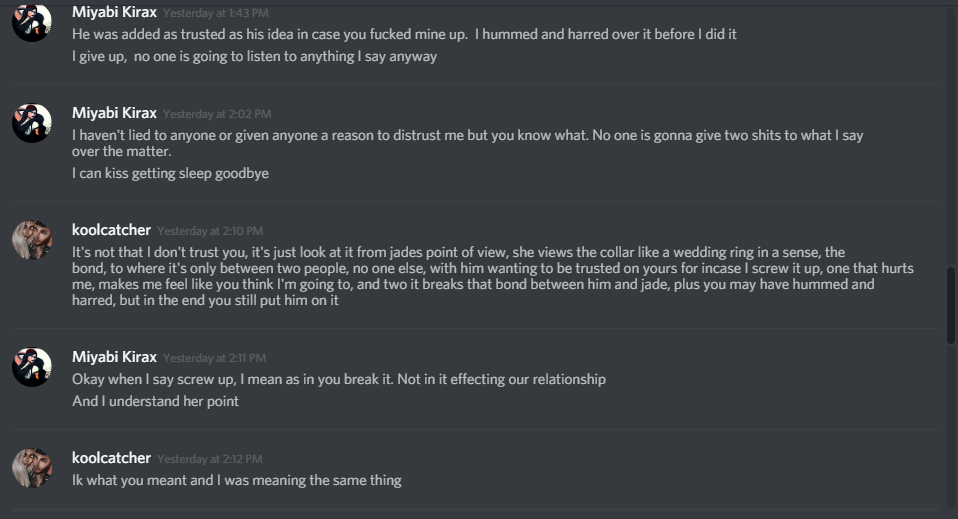 Miyabi Kirax Yesterday at 1:43 PM
He was added as trusted as his idea in case you fucked mine up. I hummed and harred over it before I did it
I give up, no one is going to listen to anything I say anyway
Miyabi Kirax Yesterday at 2:02 PM
I haven't lied to anyone or given anyone a reason to distrust me but you know what. No one is gonna give two shits to what I say
over the matter.
I can kiss getting sleep goodbye
koolcatcher Yesterday at 2:10 PM
It's not that I don't trust you, it's just look at it from jades point of view, she views the collar like a wedding ring in a sense, the
bond, to where it's only between two people, no one else, with him wanting to be trusted on yours for incase I screw it up, one that hurts
me, makes me feel like you think I'm going to, and two it breaks that bond between him and jade, plus you may have hummed and
harred, but in the end you still put him on it
Miyabi Kirax Yesterday at 2:11 PM
Okay when I say screw up, I mean as in you break it. Not in it effecting our relationship
And I understand her point
koolcatcher Yesterday at 2:12 PM
Ik what you meant and I was meaning the same thing